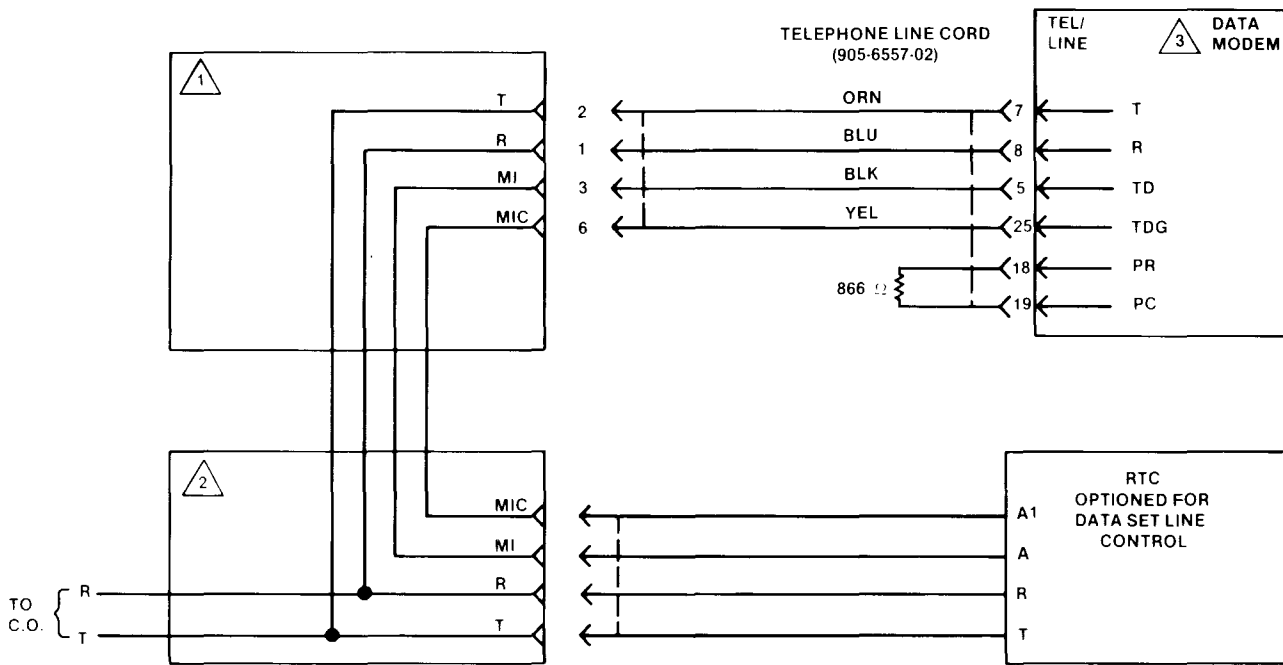 TELEPHONE LINE CORD
(905-6557-02)
TEL/
LINE
3
DATA
MODEM
1
T
2
ORN
7
T
R
1
BLU
8
R
MI
3
BLK
5
TD
MIC
6
YEL
25
TDG
18
PR
866 Ω
19
PC
2
RTC
OPTIONED FOR
DATA SET LINE
CONTROL
MIC
A1
MI
A
R
R
T
T
TO
C.O.
R
T